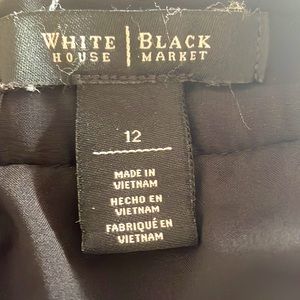 WHITE | BLACK
HOUSE | MARKET
12
MADE IN
VIETNAM
HECHO EN
VIETNAM
FABRIQUÉ EN
VIETNAM